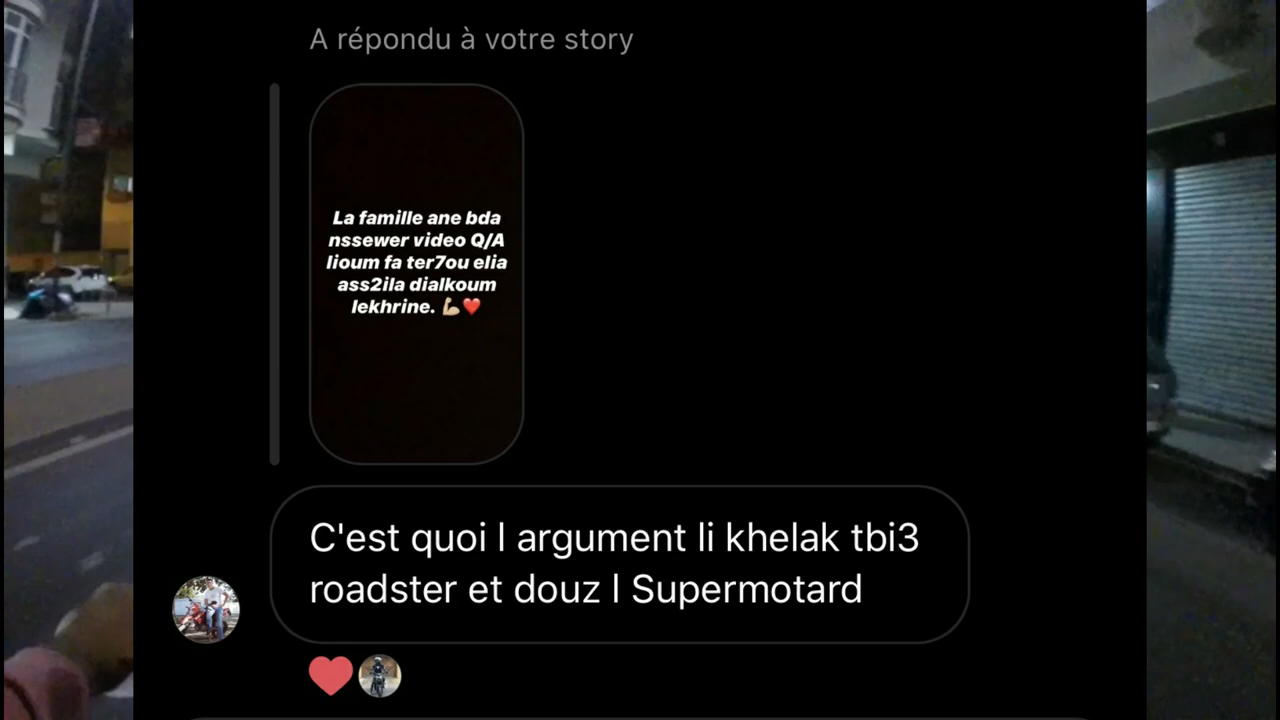 A répondu à votre story
La famille ane bda
nssewer video Q/A
lioum fa ter7ou elia
ass2ila dialkoum
lekhrine. 💪🏼❤️
C'est quoi l argument li khelak tbi3
roadster et douz l Supermotard